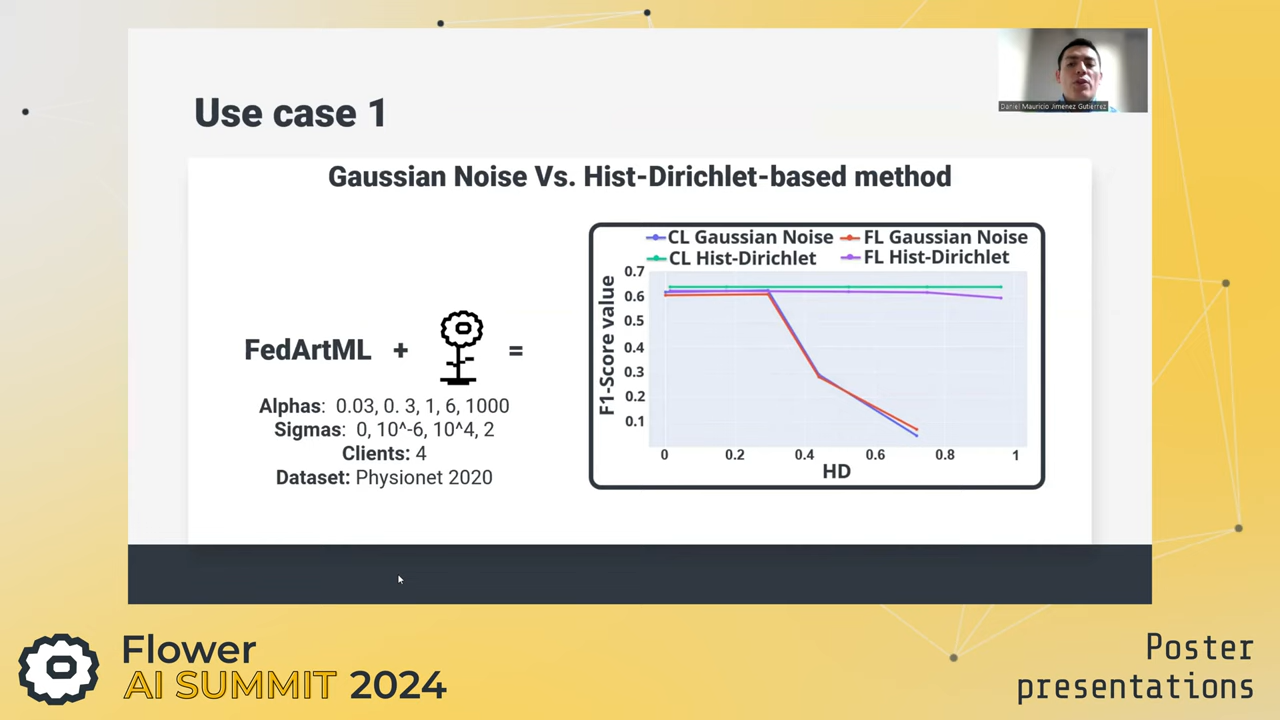 Daniel Mauricio Jimenez Gutierrez
Use case 1
Gaussian Noise Vs. Hist-Dirichlet-based method
FedArtML + =
Alphas: 0.03, 0. 3, 1, 6, 1000
Sigmas: 0, 10^-6, 10^4, 2
Clients: 4
Dataset: Physionet 2020
CL Gaussian Noise FL Gaussian Noise
CL Hist-Dirichlet FL Hist-Dirichlet
F1-Score value
0.7
0.6
0.5
0.4
0.3
0.2
0.1
0 0.2 0.4 0.6 0.8 1
HD
Flower
AI SUMMIT 2024
Poster
presentations